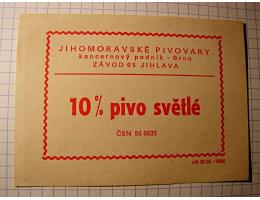 JIHOMORAVSKÉ PIVOVARY
koncernový podnik - Brno
ZÁVOD 05 JIHLAVA
10% pivo světlé
ČSN 56 6635